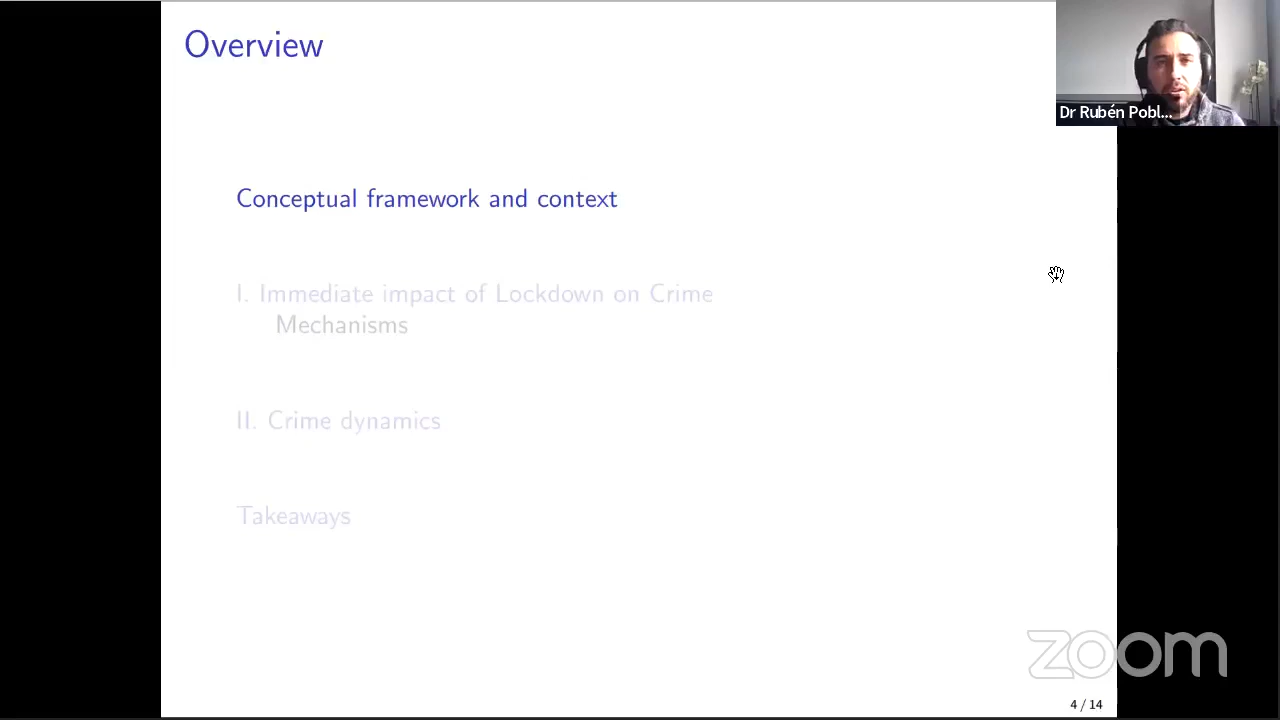 Overview
Dr Rubén Pobl...
Conceptual framework and context
I. Immediate impact of Lockdown on Crime
Mechanisms
II. Crime dynamics
Takeaways
zoom
4 / 14